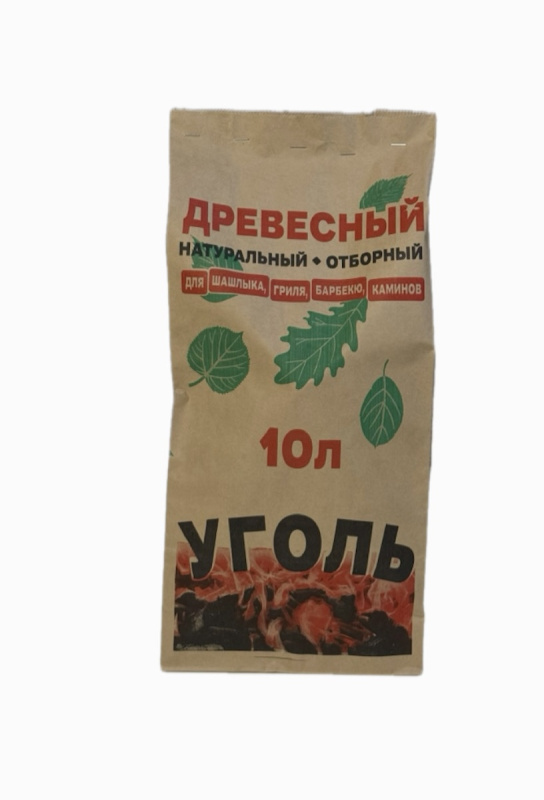 ДРЕВЕСНЫЙ
НАТУРАЛЬНЫЙ • ОТБОРНЫЙ
ДЛЯ ШАШЛЫКА, ГРИЛЯ, БАРБЕКЮ, КАМИНОВ
10л
УГОЛЬ